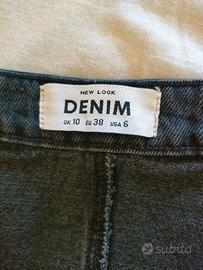 NEW LOOK
DENIM
UK 10 EU 38 USA 6
subito